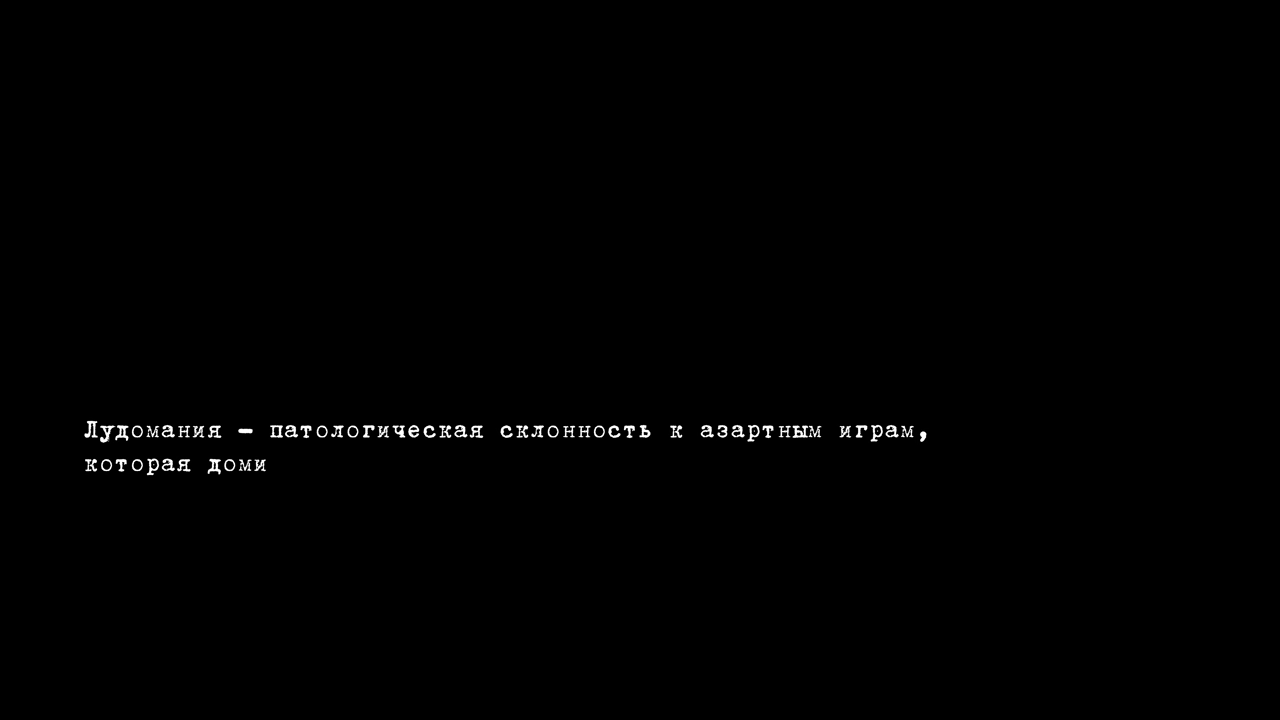 Лудомания – патологическая склонность к азартным играм,
которая доми